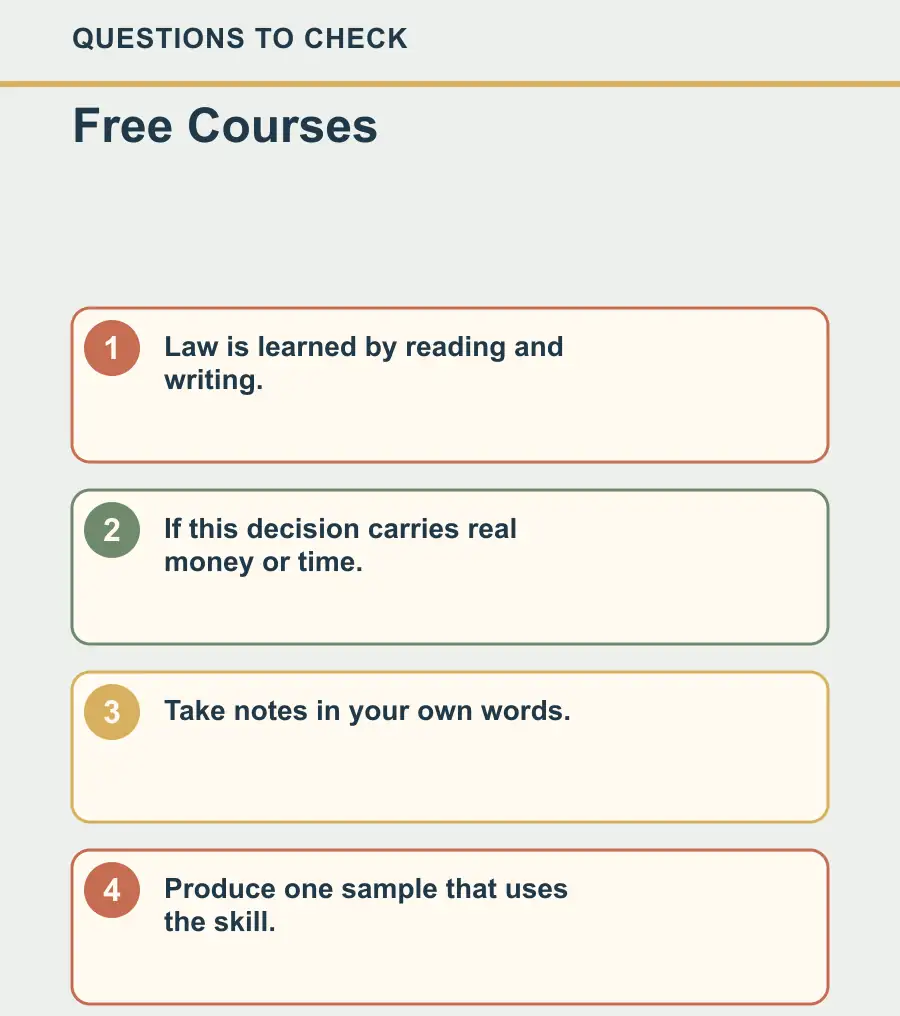 QUESTIONS TO CHECK
Free Courses
1
Law is learned by reading and
writing.
2
If this decision carries real
money or time.
3
Take notes in your own words.
4
Produce one sample that uses
the skill.